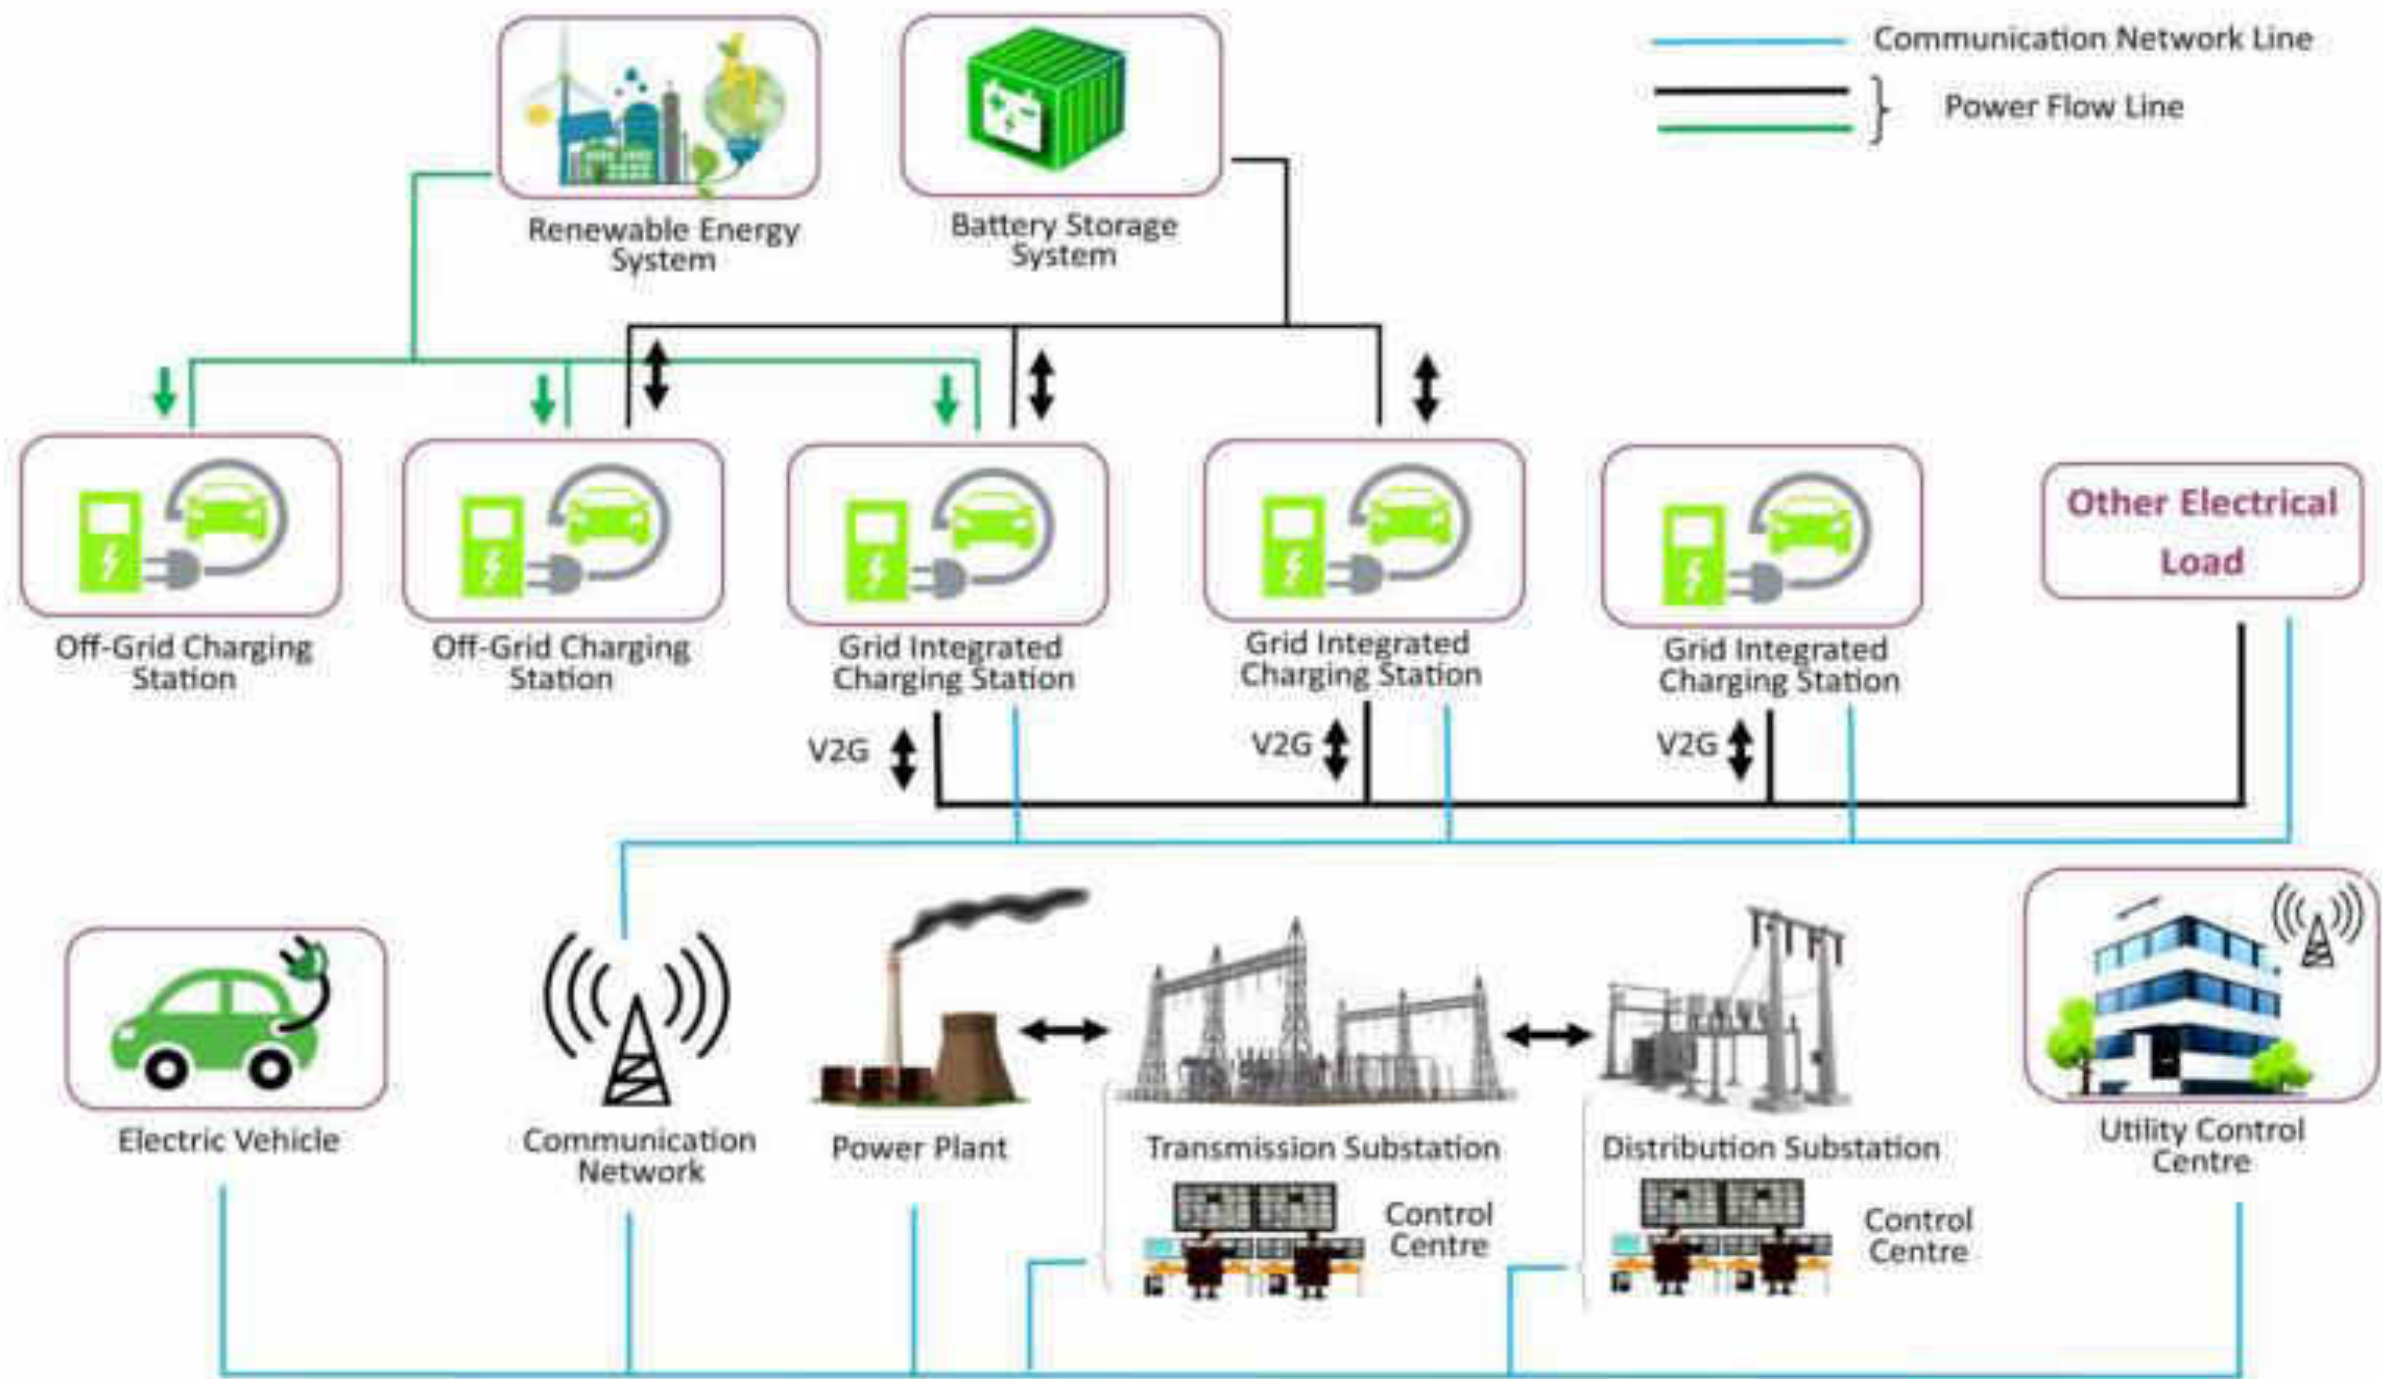 Communication Network Line
Power Flow Line
Renewable Energy
System
Battery Storage
System
Off-Grid Charging
Station
Off-Grid Charging
Station
Grid Integrated
Charging Station
Grid Integrated
Charging Station
Grid Integrated
Charging Station
Other Electrical
Load
V2G
V2G
V2G
Electric Vehicle
Communication
Network
Power Plant
Transmission Substation
Distribution Substation
Utility Control
Centre
Control
Centre
Control
Centre